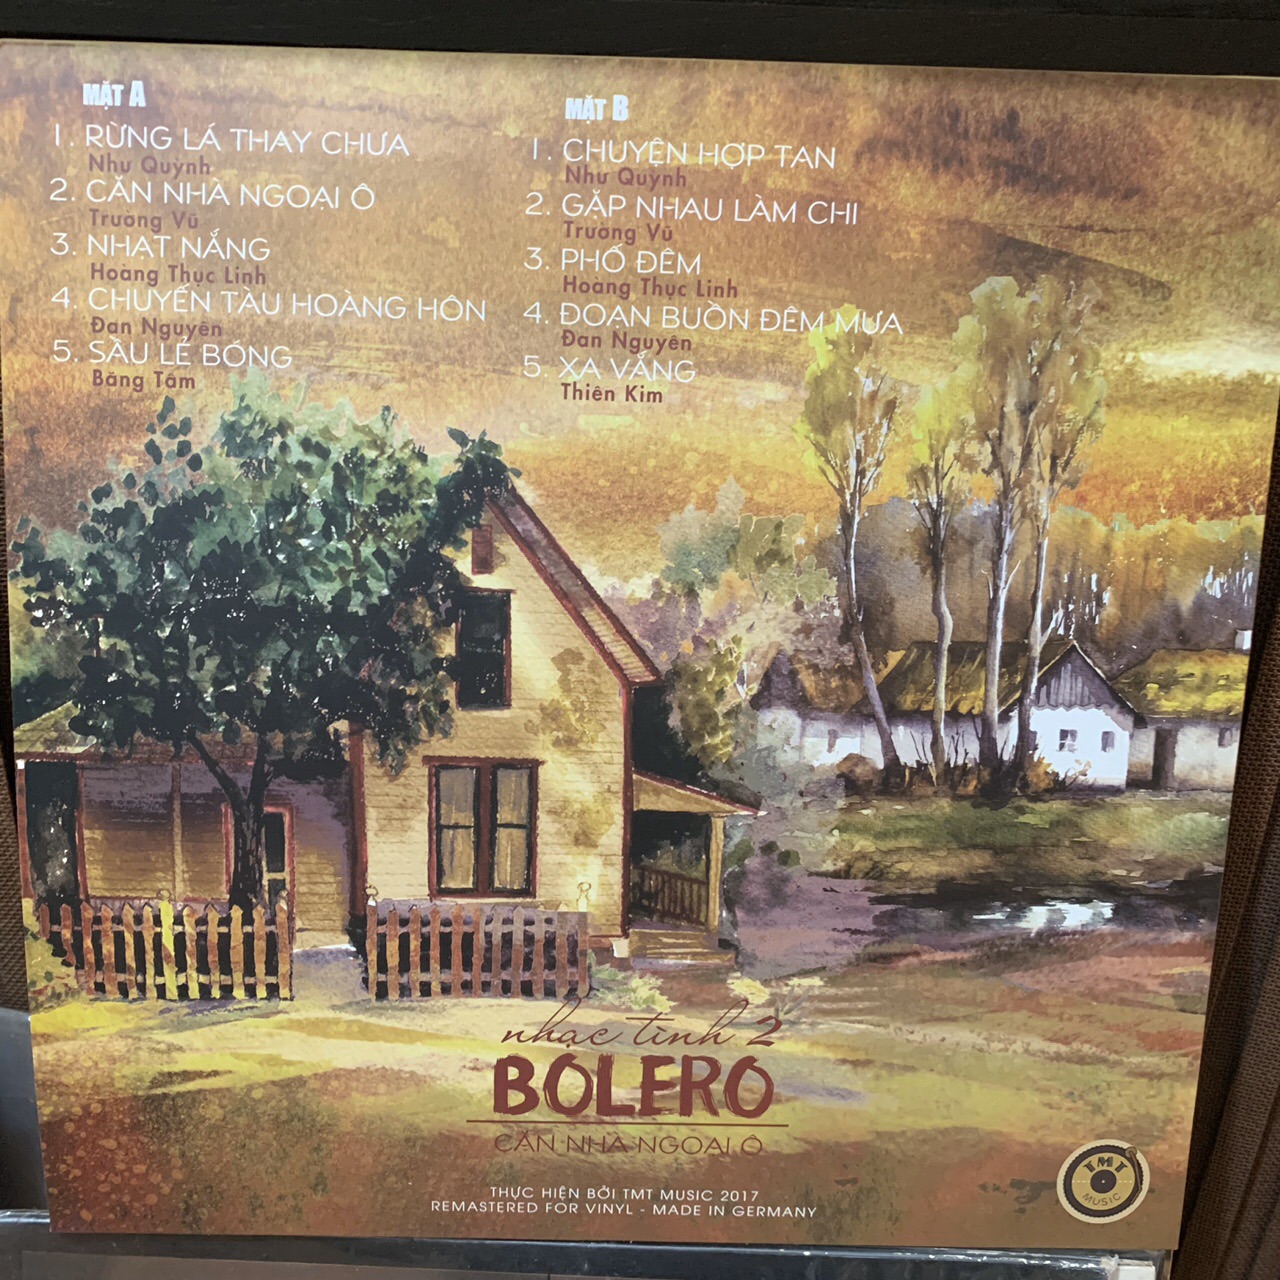 MẶT A
1. RỪNG LÁ THAY CHƯA
Như Quỳnh
2. CĂN NHÀ NGOẠI Ô
Trường Vũ
3. NHẠT NẮNG
Hoàng Thục Linh
4. CHUYẾN TÀU HOÀNG HÔN
Đan Nguyên
5. SẦU LẺ BÓNG
Băng Tâm
MẶT B
1. CHUYỆN HỢP TAN
Như Quỳnh
2. GẶP NHAU LÀM CHI
Trường Vũ
3. PHỐ ĐÊM
Hoàng Thục Linh
4. ĐOẠN BUỒN ĐÊM MƯA
Đan Nguyên
5. XA VẮNG
Thiên Kim
nhạc tình 2
BOLERO
CĂN NHÀ NGOẠI Ô
THỰC HIỆN BỞI TMT MUSIC 2017
REMASTERED FOR VINYL - MADE IN GERMANY
TMT
MUSIC